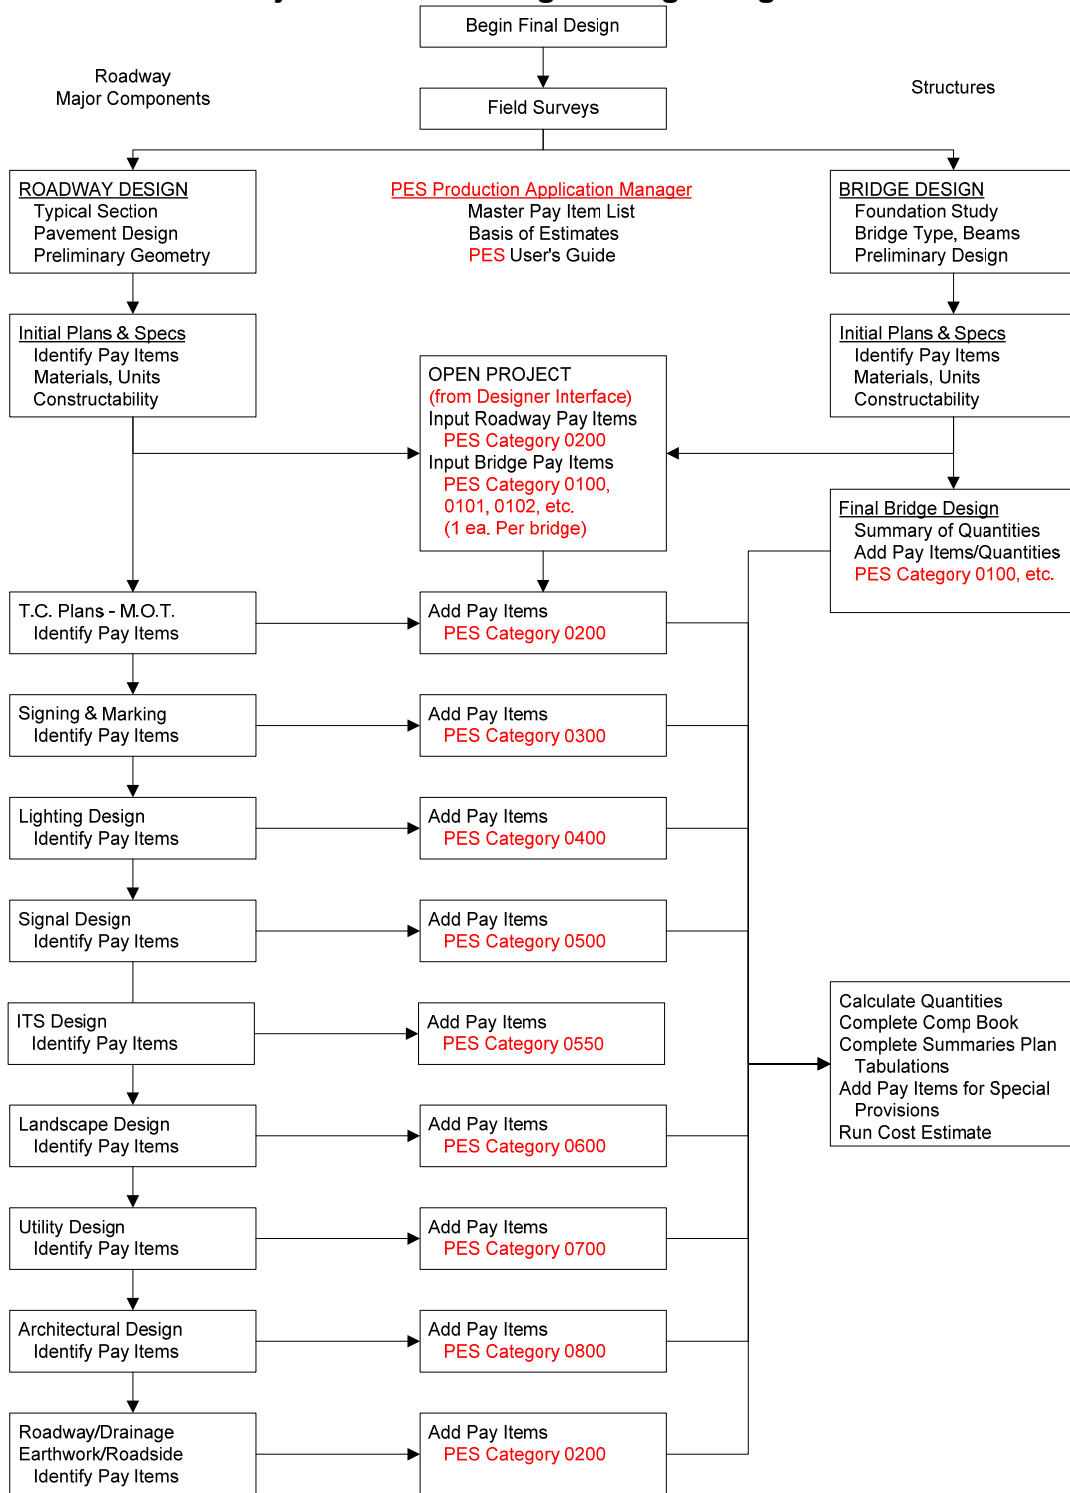 Begin Final Design
Roadway
Major Components
Structures
Field Surveys
ROADWAY DESIGN
Typical Section
Pavement Design
Preliminary Geometry
PES Production Application Manager
Master Pay Item List
Basis of Estimates
PES User's Guide
BRIDGE DESIGN
Foundation Study
Bridge Type, Beams
Preliminary Design
Initial Plans & Specs
Identify Pay Items
Materials, Units
Constructability
OPEN PROJECT
(from Designer Interface)
Input Roadway Pay Items
PES Category 0200
Input Bridge Pay Items
PES Category 0100,
0101, 0102, etc.
(1 ea. Per bridge)
Initial Plans & Specs
Identify Pay Items
Materials, Units
Constructability
Final Bridge Design
Summary of Quantities
Add Pay Items/Quantities
PES Category 0100, etc.
T.C. Plans - M.O.T.
Identify Pay Items
Add Pay Items
PES Category 0200
Signing & Marking
Identify Pay Items
Add Pay Items
PES Category 0300
Lighting Design
Identify Pay Items
Add Pay Items
PES Category 0400
Signal Design
Identify Pay Items
Add Pay Items
PES Category 0500
ITS Design
Identify Pay Items
Add Pay Items
PES Category 0550
Calculate Quantities
Complete Comp Book
Complete Summaries Plan
Tabulations
Add Pay Items for Special
Provisions
Run Cost Estimate
Landscape Design
Identify Pay Items
Add Pay Items
PES Category 0600
Utility Design
Identify Pay Items
Add Pay Items
PES Category 0700
Architectural Design
Identify Pay Items
Add Pay Items
PES Category 0800
Roadway/Drainage
Earthwork/Roadside
Identify Pay Items
Add Pay Items
PES Category 0200